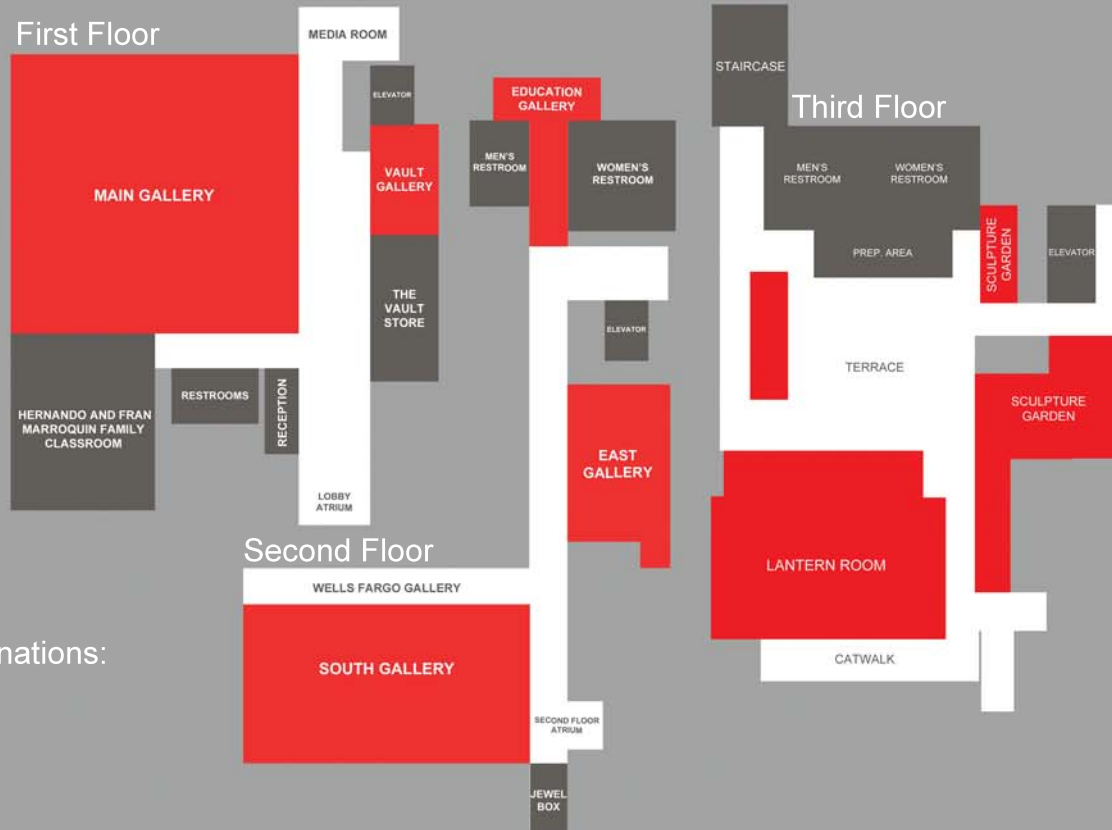 First Floor
MEDIA ROOM
ELEVATOR
VAULT
GALLERY
MAIN GALLERY
THE
VAULT
STORE
HERNANDO AND FRAN
MARROQUIN FAMILY
CLASSROOM
RESTROOMS
RECEPTION
LOBBY
ATRIUM
Second Floor
EDUCATION
GALLERY
MEN'S
RESTROOM
WOMEN'S
RESTROOM
ELEVATOR
EAST
GALLERY
WELLS FARGO GALLERY
SOUTH GALLERY
SECOND FLOOR
ATRIUM
JEWEL
BOX
Third Floor
STAIRCASE
MEN'S
RESTROOM
WOMEN'S
RESTROOM
PREP. AREA
SCULPTURE
GARDEN
ELEVATOR
TERRACE
SCULPTURE
GARDEN
LANTERN ROOM
CATWALK
nations: